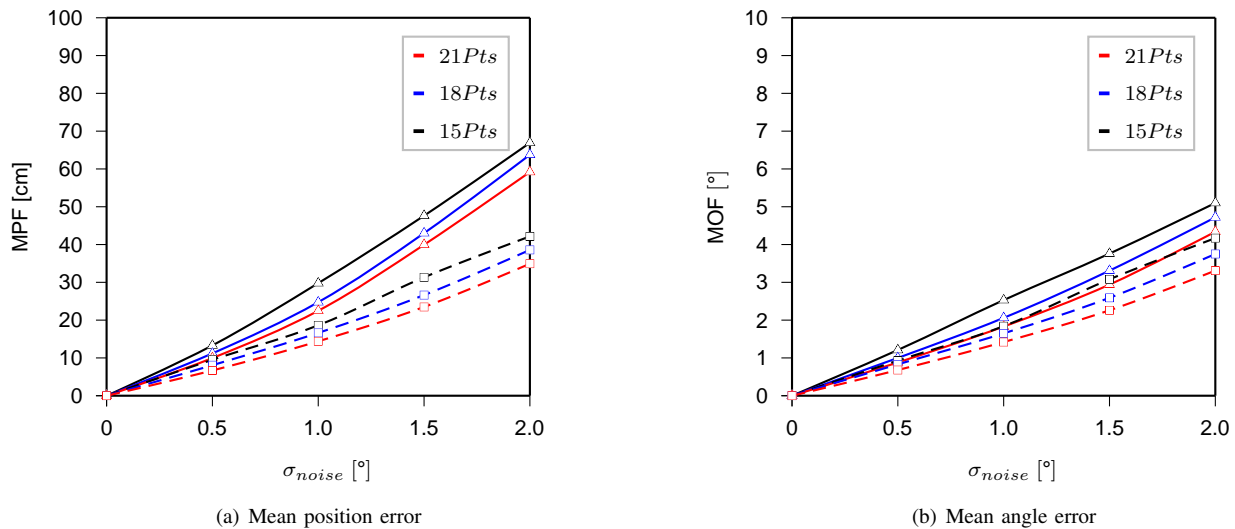 100
90
80
70
60
50
40
30
20
10
0
MPF [cm]
21Pts
18Pts
15Pts
0 0.5 1.0 1.5 2.0
σnoise [°]
(a) Mean position error
10
9
8
7
6
5
4
3
2
1
0
MOF [°]
21Pts
18Pts
15Pts
0 0.5 1.0 1.5 2.0
σnoise [°]
(b) Mean angle error